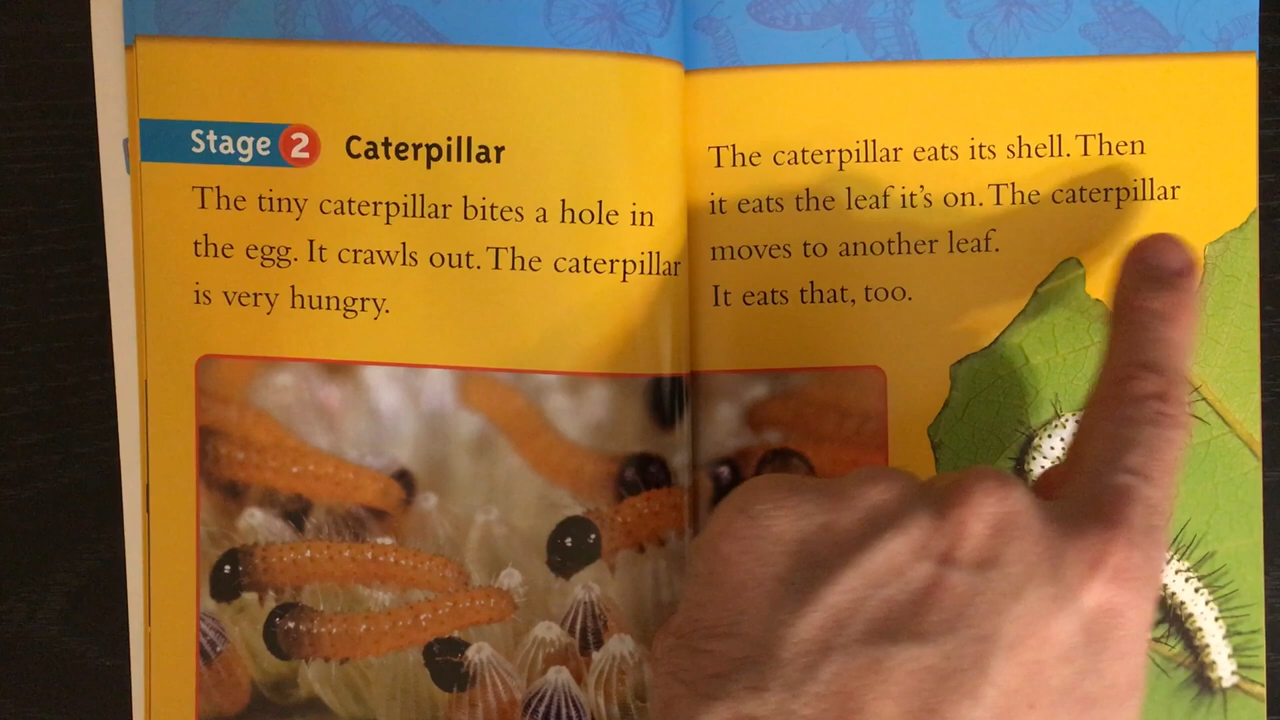 Stage 2 Caterpillar
The tiny caterpillar bites a hole in
the egg. It crawls out. The caterpillar
is very hungry.
The caterpillar eats its shell. Then
it eats the leaf it's on. The caterpillar
moves to another leaf.
It eats that, too.